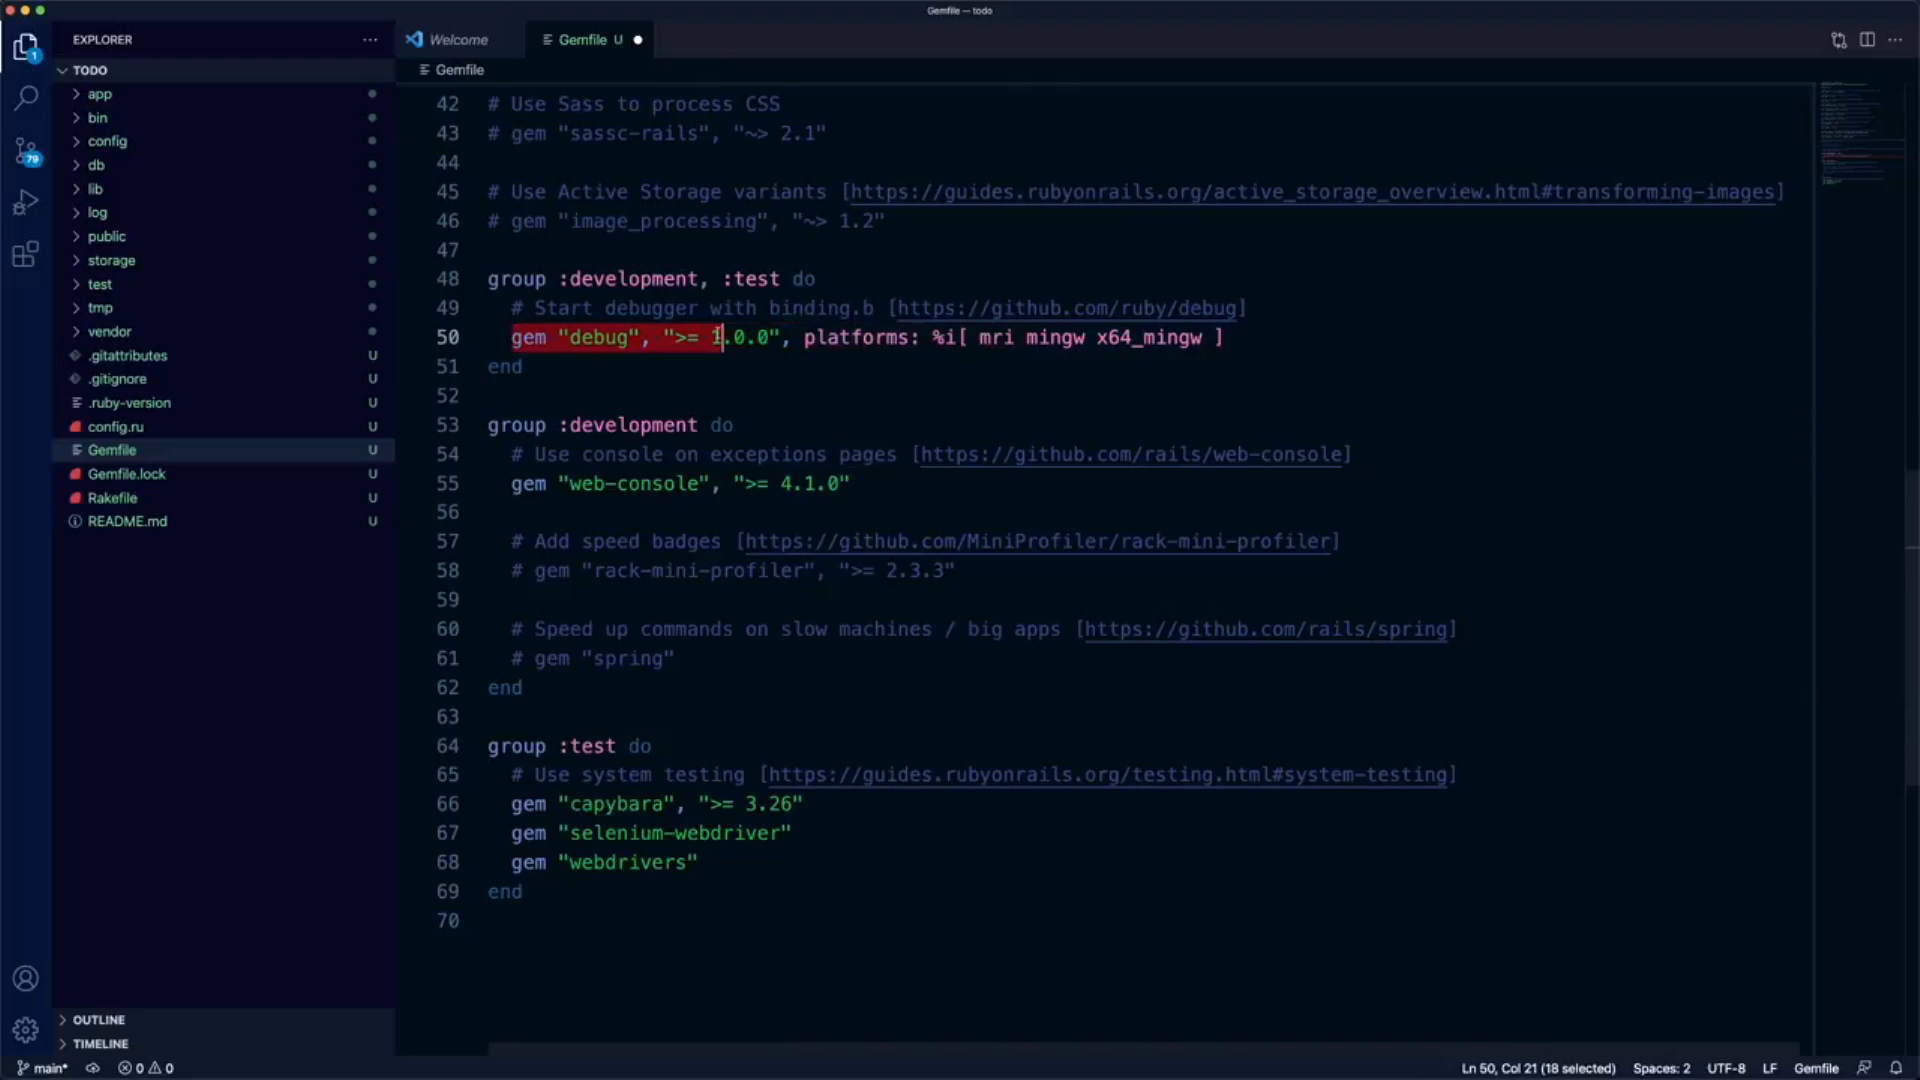 Gemfile — todo
EXPLORER
Welcome
Gemfile U
TODO
Gemfile
app
bin
config
db
lib
log
public
storage
test
tmp
vendor
.gitattributes U
.gitignore U
.ruby-version U
config.ru U
Gemfile U
Gemfile.lock U
Rakefile U
README.md U
1
79
42 # Use Sass to process CSS
43 # gem "sassc-rails", "~> 2.1"
44
45 # Use Active Storage variants [https://guides.rubyonrails.org/active_storage_overview.html#transforming-images]
46 # gem "image_processing", "~> 1.2"
47
48 group :development, :test do
49 # Start debugger with binding.b [https://github.com/ruby/debug]
50 gem "debug", ">= 1.0.0", platforms: %i[ mri mingw x64_mingw ]
51 end
52
53 group :development do
54 # Use console on exceptions pages [https://github.com/rails/web-console]
55 gem "web-console", ">= 4.1.0"
56
57 # Add speed badges [https://github.com/MiniProfiler/rack-mini-profiler]
58 # gem "rack-mini-profiler", ">= 2.3.3"
59
60 # Speed up commands on slow machines / big apps [https://github.com/rails/spring]
61 # gem "spring"
62 end
63
64 group :test do
65 # Use system testing [https://guides.rubyonrails.org/testing.html#system-testing]
66 gem "capybara", ">= 3.26"
67 gem "selenium-webdriver"
68 gem "webdrivers"
69 end
70
OUTLINE
TIMELINE
main* 0 0
Ln 50, Col 21 (18 selected) Spaces: 2 UTF-8 LF Gemfile